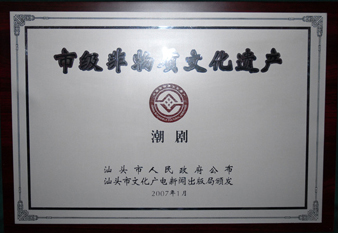 市级非物质文化遗产
潮剧
汕头市人民政府公布
汕头市文化广电新闻出版局颁发
2007年1月